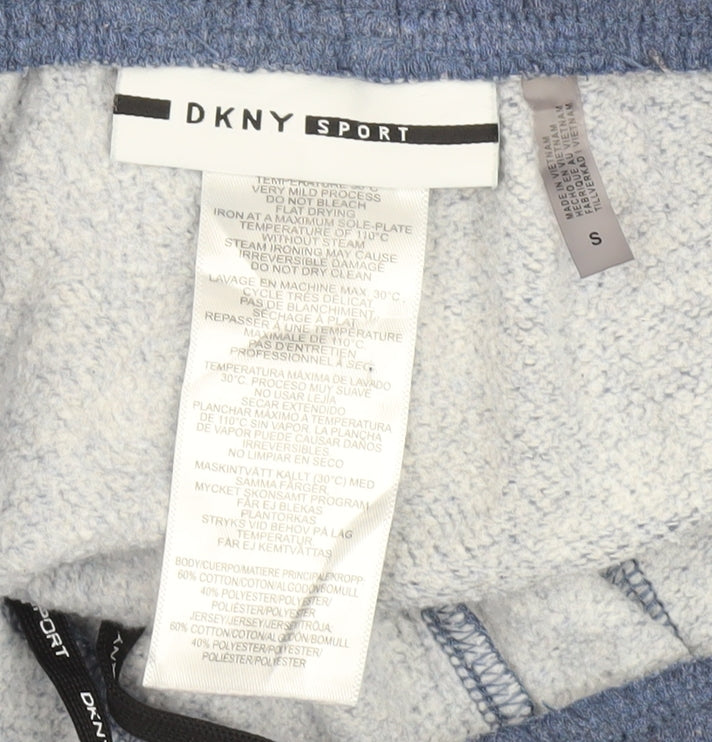 DKNY SPORT
TEMPERATURE 30°C
VERY MILD PROCESS
DO NOT BLEACH
FLAT DRYING
IRON AT A MAXIMUM SOLE-PLATE
TEMPERATURE OF 110°C
WITHOUT STEAM
STEAM IRONING MAY CAUSE
IRREVERSIBLE DAMAGE
DO NOT DRY CLEAN
LAVAGE EN MACHINE MAX. 30°C.
CYCLE TRÈS DÉLICAT
PAS DE BLANCHIMENT
SÉCHAGE À PLAT
REPASSER À UNE TEMPÉRATURE
MAXIMALE DE 110°C
PAS D'ENTRETIEN
PROFESSIONNEL À SEC
TEMPERATURA MÁXIMA DE LAVADO
30°C. PROCESO MUY SUAVE
NO USAR LEJÍA
SECAR EXTENDIDO
PLANCHAR MÁXIMO A TEMPERATURA
DE 110°C SIN VAPOR. LA PLANCHA
DE VAPOR PUEDE CAUSAR DAÑOS
IRREVERSIBLES
NO LIMPIAR EN SECO
MASKINTVÄTT KALLT (30°C) MED
SAMMA FÄRGER
MYCKET SKONSAMT PROGRAM
FÅR EJ BLEKAS
PLANTORKAS
STRYKS VID BEHOV PÅ LÅG
TEMPERATUR.
FÅR EJ KEMTVÄTTAS
BODY/CUERPO/MATIERE PRINCIPALE/KROPP:
60% COTTON/COTON/ALGODÓN/BOMULL
40% POLYESTER/POLYESTER/
POLIÉSTER/POLYESTER
JERSEY/JERSEY/JERSEY/TRÖJA:
60% COTTON/COTON/ALGODÓN/BOMULL
40% POLYESTER/POLYESTER/
POLIÉSTER/POLYESTER
MADE IN VIETNAM
HECHO EN VIETNAM
FABRIQUÉ AU VIETNAM
TILLVERKAD I VIETNAM
S
SPORT
DKN
NY